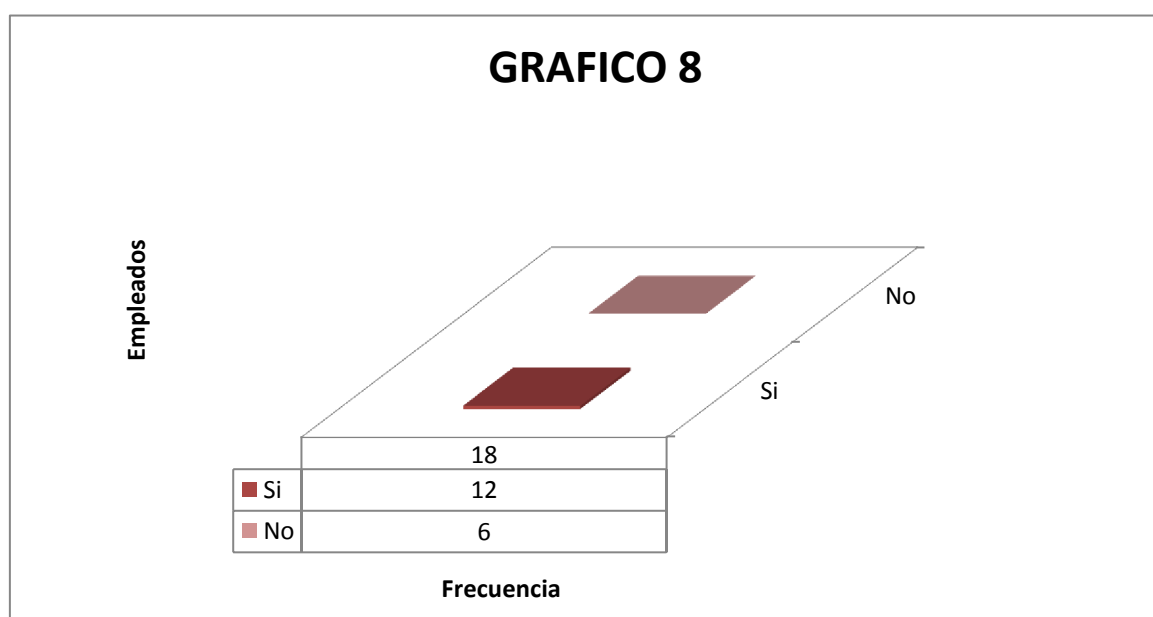 GRAFICO 8
Empleados
No
Si
18
Si 12
No 6
Frecuencia